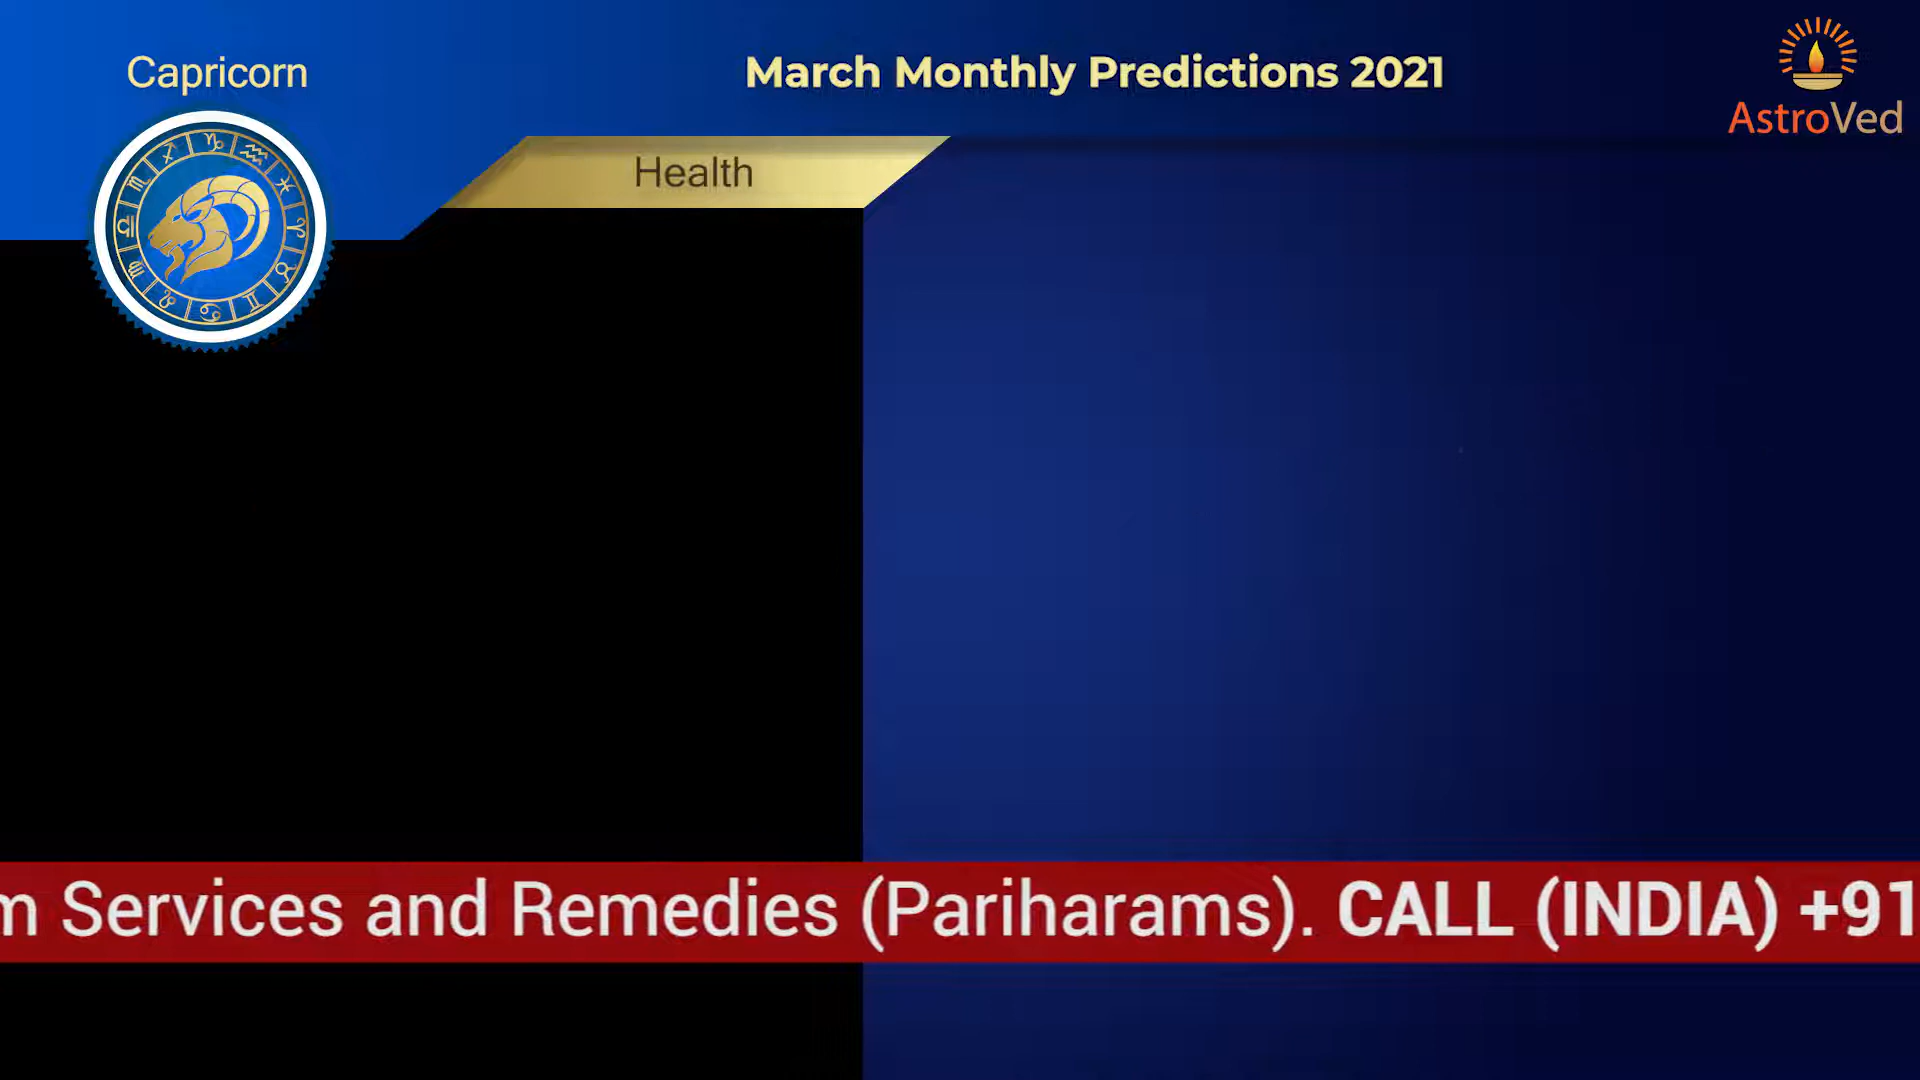 Capricorn
March Monthly Predictions 2021
AstroVed
Health
Services and Remedies (Pariharams). CALL (INDIA) +91